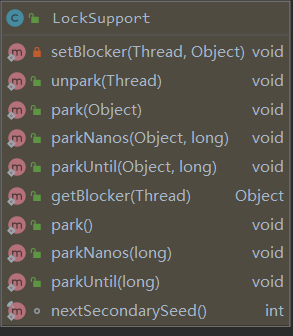 C LockSupport
m setBlocker(Thread, Object) void
m unpark(Thread) void
m park(Object) void
m parkNanos(Object, long) void
m parkUntil(Object, long) void
m getBlocker(Thread) Object
m park() void
m parkNanos(long) void
m parkUntil(long) void
m nextSecondarySeed() int